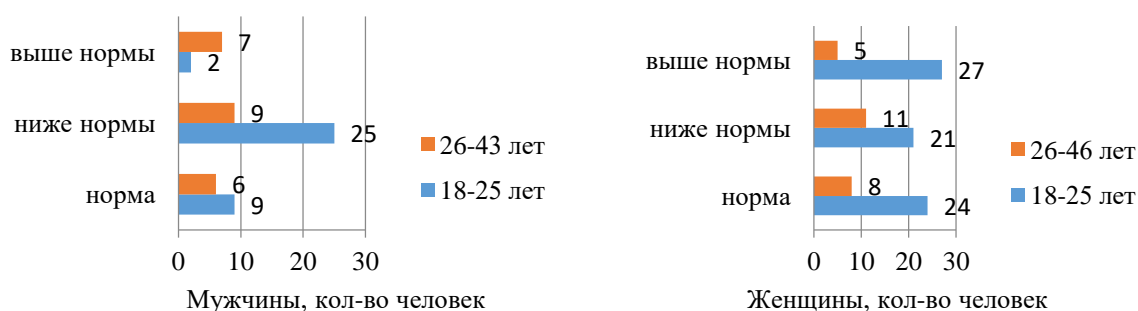 выше нормы
7
2
ниже нормы
9
25
норма
6
9
0 10 20 30
Мужчины, кол-во человек
26-43 лет
18-25 лет
выше нормы
5
27
ниже нормы
11
21
норма
8
24
0 10 20 30
Женщины, кол-во человек
26-46 лет
18-25 лет